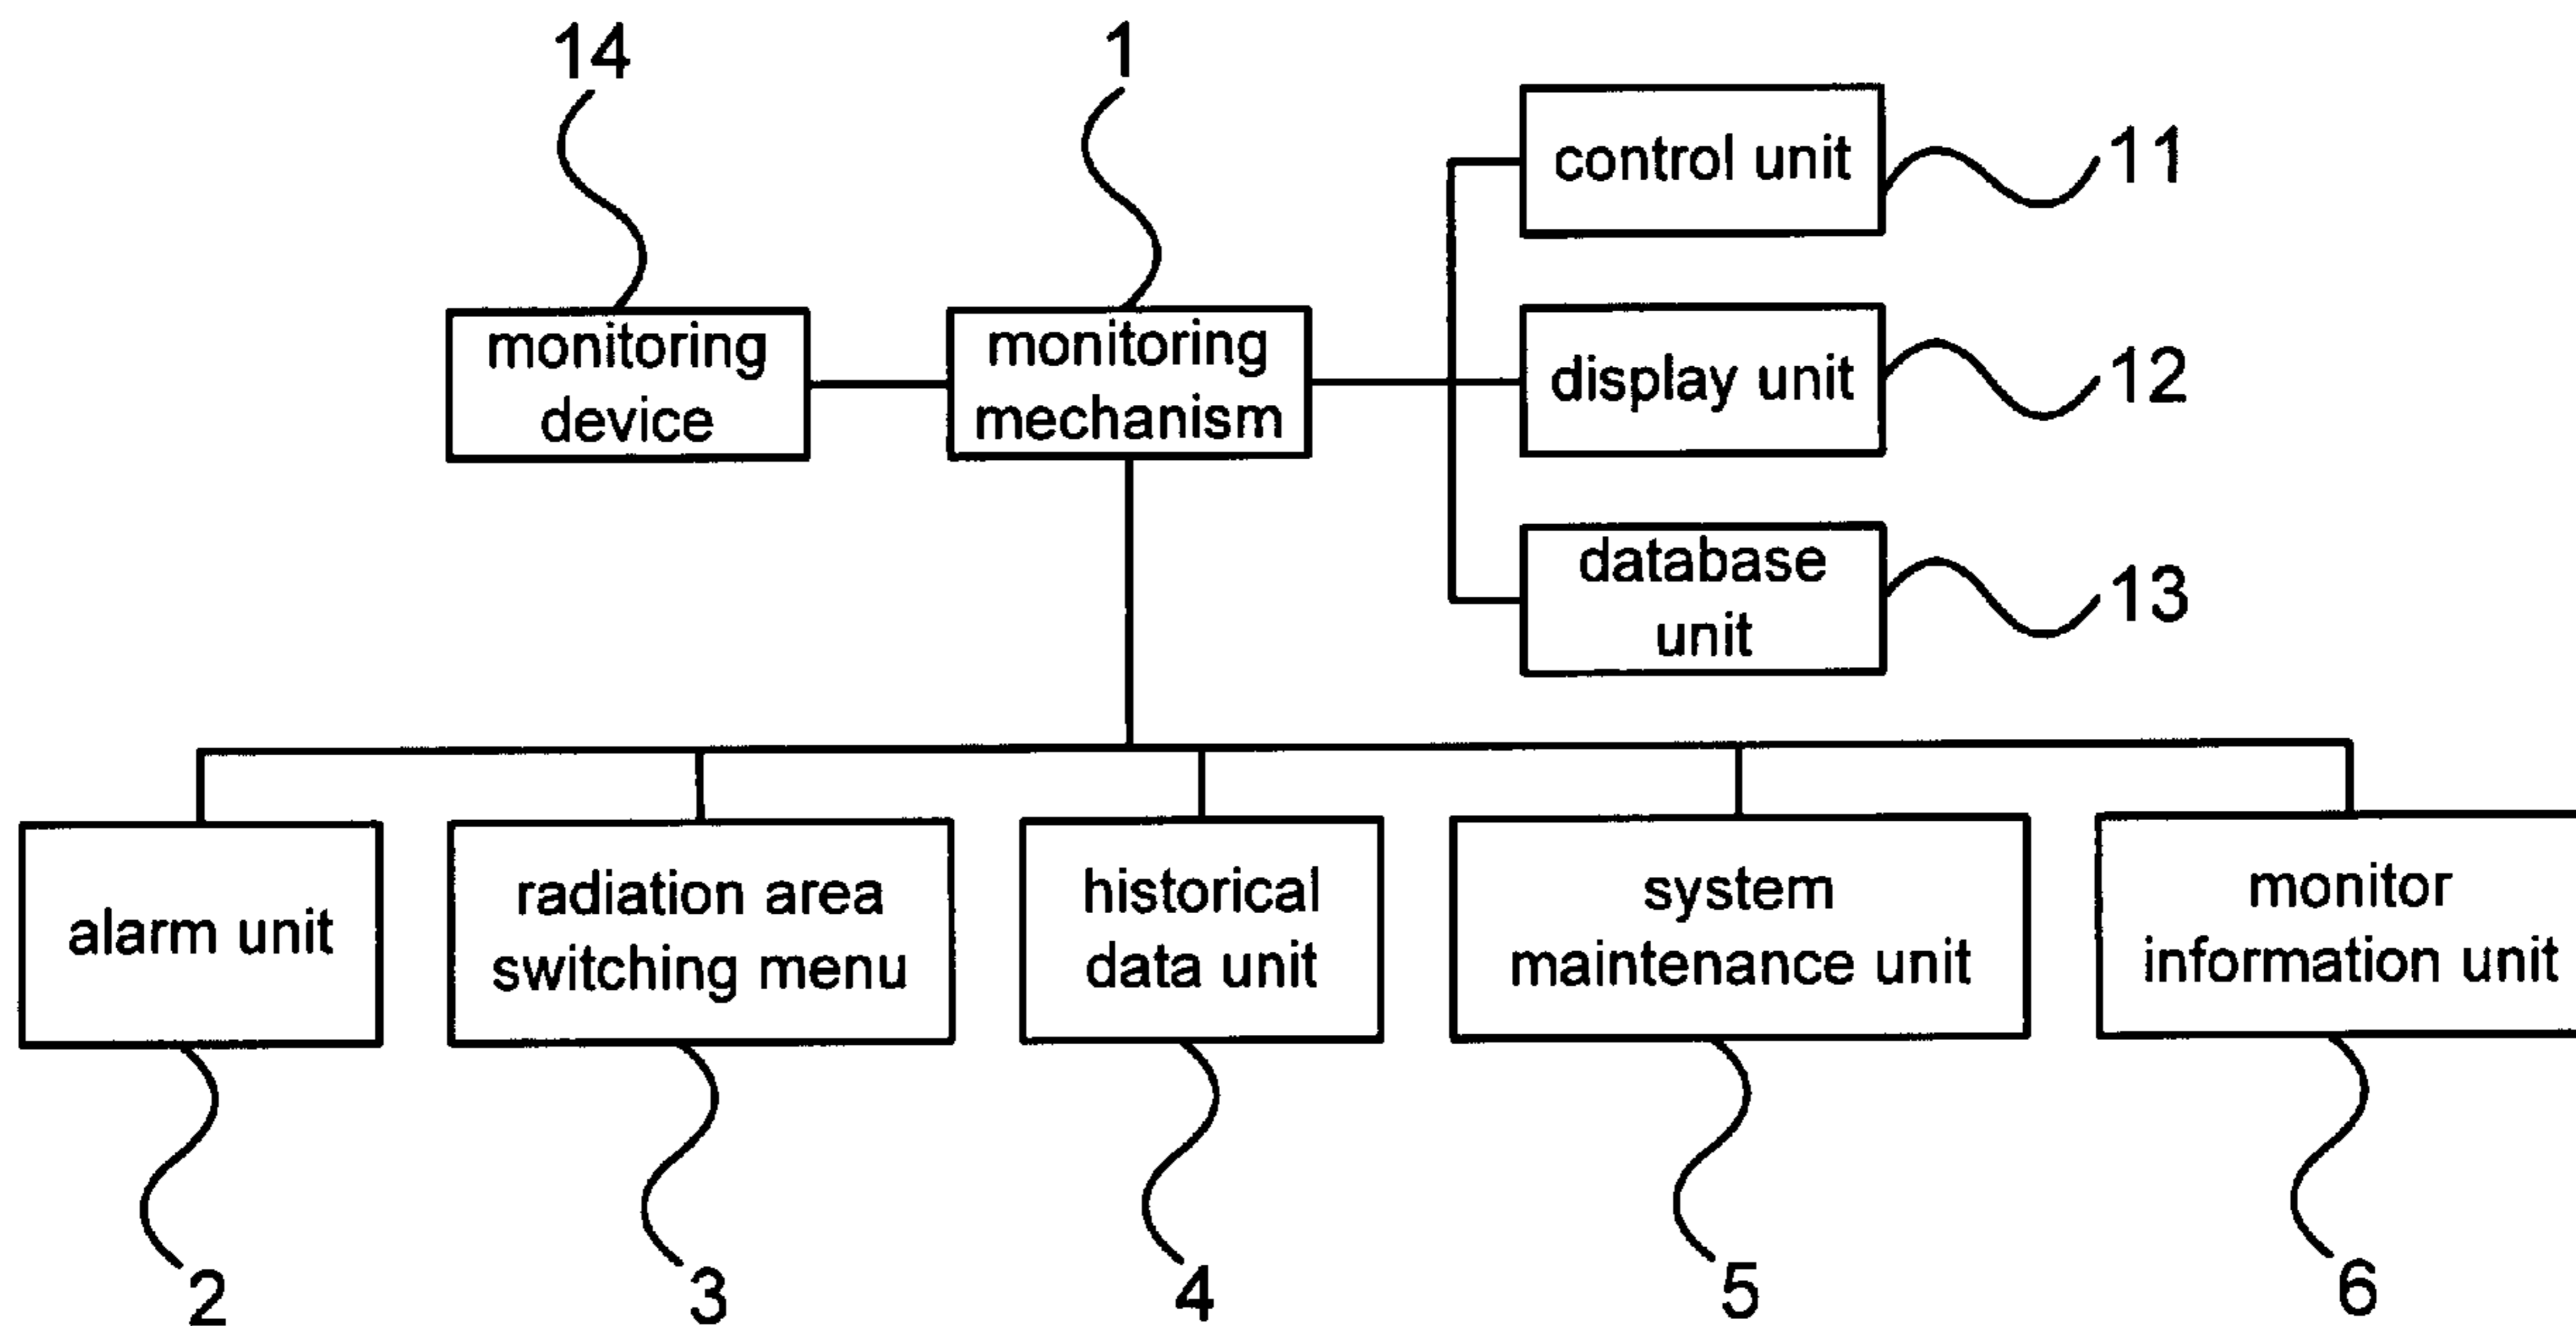 14
1
control unit
11
monitoring
device
monitoring
mechanism
display unit
12
database
unit
13
alarm unit
radiation area
switching menu
historical
data unit
system
maintenance unit
monitor
information unit
2
3
4
5
6